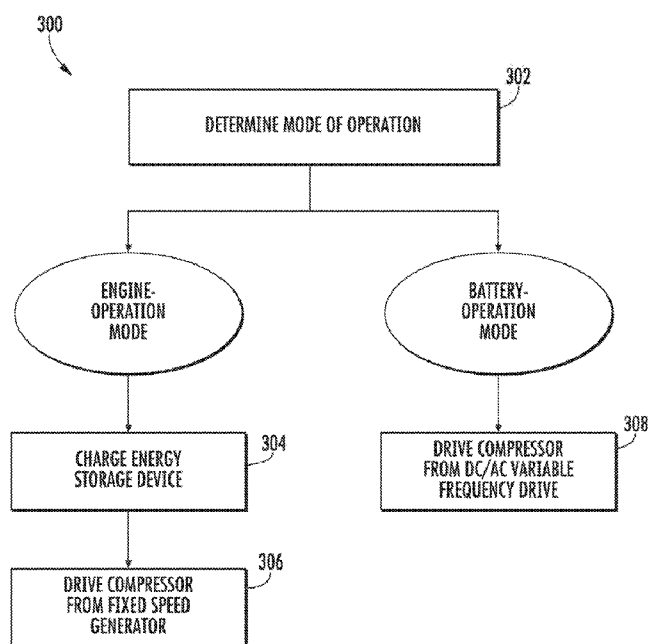 300
302
DETERMINE MODE OF OPERATION
ENGINE-
OPERATION
MODE
BATTERY-
OPERATION
MODE
304
CHARGE ENERGY
STORAGE DEVICE
308
DRIVE COMPRESSOR
FROM DC/AC VARIABLE
FREQUENCY DRIVE
306
DRIVE COMPRESSOR
FROM FIXED SPEED
GENERATOR